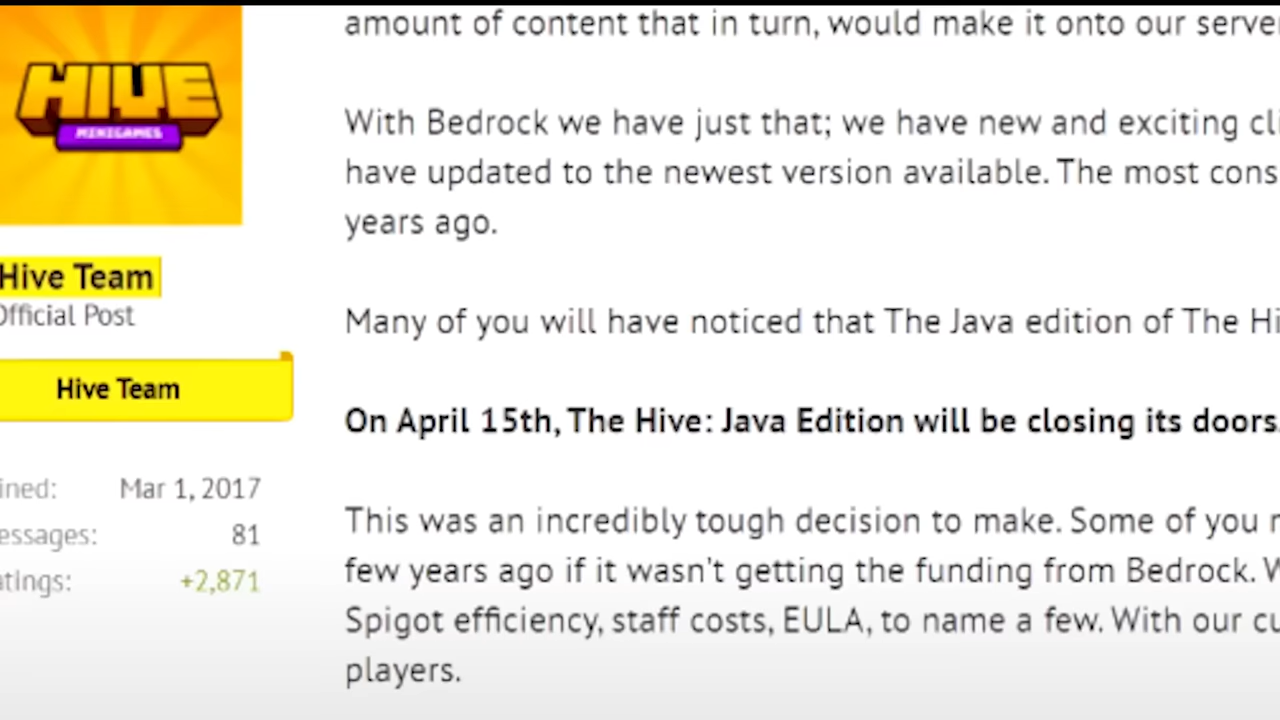 HIVE
MINIGAMES
Hive Team
Official Post
Hive Team
ined: Mar 1, 2017
essages: 81
atings: +2,871
amount of content that in turn, would make it onto our server
With Bedrock we have just that; we have new and exciting cli
have updated to the newest version available. The most cons
years ago.
Many of you will have noticed that The Java edition of The Hi
On April 15th, The Hive: Java Edition will be closing its doors.
This was an incredibly tough decision to make. Some of you
few years ago if it wasn't getting the funding from Bedrock. W
Spigot efficiency, staff costs, EULA, to name a few. With our cu
players.